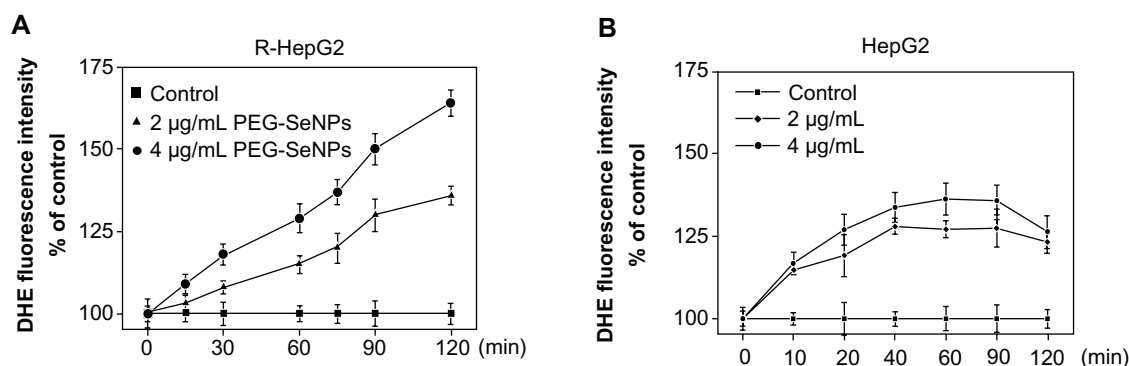 A
R-HepG2
DHE fluorescence intensity
% of control
175
150
125
100
Control
2 µg/mL PEG-SeNPs
4 µg/mL PEG-SeNPs
0 30 60 90 120 (min)
B
HepG2
DHE fluorescence intensity
% of control
175
150
125
100
Control
2 µg/mL
4 µg/mL
0 10 20 40 60 90 120 (min)